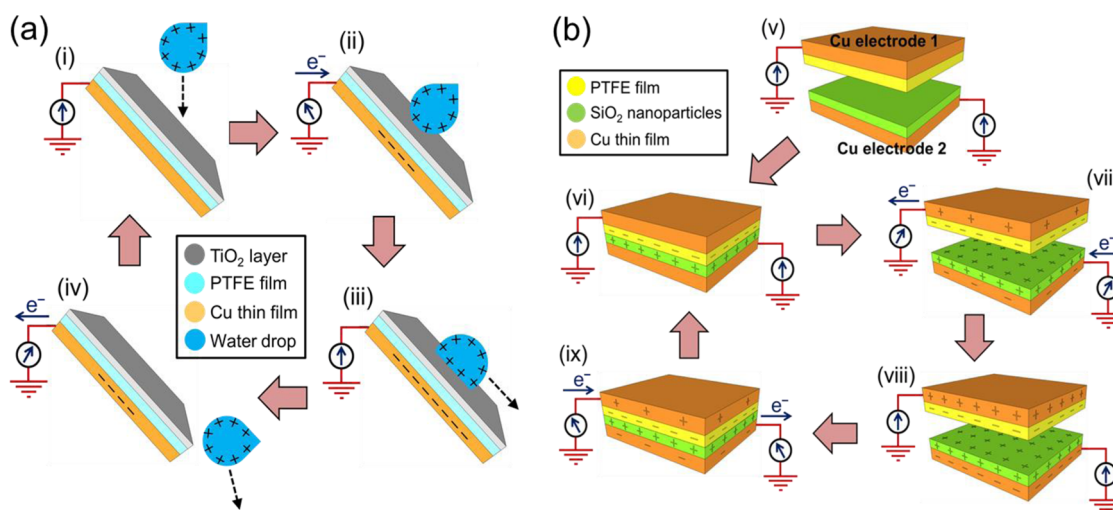 (a)
(i)
(ii)
e⁻
TiO₂ layer
PTFE film
Cu thin film
Water drop
(iv)
e⁻
(iii)
(b)
(v)
Cu electrode 1
PTFE film
SiO₂ nanoparticles
Cu thin film
Cu electrode 2
(vi)
(vii)
e⁻
e⁻
(ix)
e⁻
e⁻
(viii)